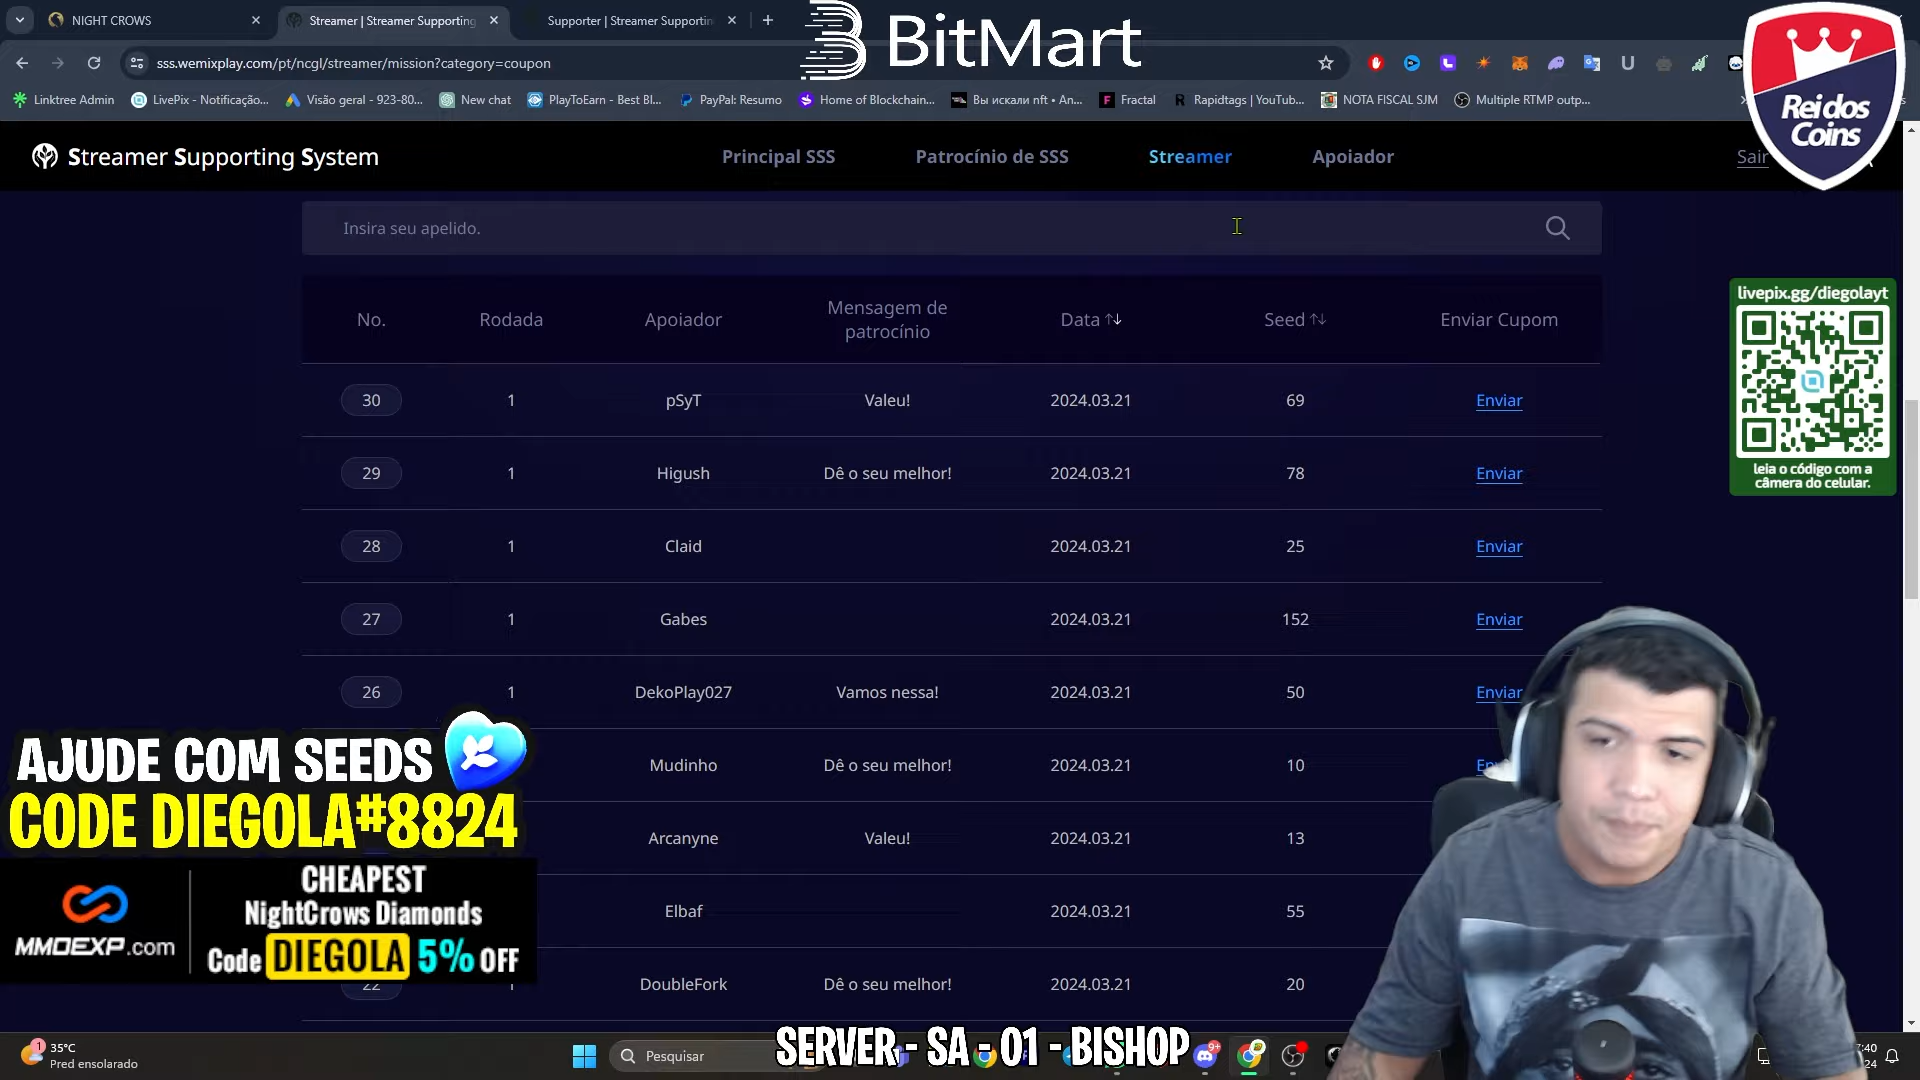 NIGHT CROWS
Streamer | Streamer Supporting
Supporter | Streamer Supportin
BitMart
sss.wemixplay.com/pt/ncgl/streamer/mission?category=coupon
Linktree Admin
LivePix - Notificação...
Visão geral - 923-80...
New chat
PlayToEarn - Best Bl...
PayPal: Resumo
Home of Blockchain...
Вы искали nft • An...
Fractal
Rapidtags | YouTub...
NOTA FISCAL SJM
Multiple RTMP outp...
Rei dos
Coins
Streamer Supporting System
Principal SSS
Patrocínio de SSS
Streamer
Apoiador
Sair
Insira seu apelido.
No.
Rodada
Apoiador
Mensagem de
patrocínio
Data
Seed
Enviar Cupom
30 1 pSyT Valeu! 2024.03.21 69 Enviar
29 1 Higush Dê o seu melhor! 2024.03.21 78 Enviar
28 1 Claid 2024.03.21 25 Enviar
27 1 Gabes 2024.03.21 152 Enviar
26 1 DekoPlay027 Vamos nessa! 2024.03.21 50 Enviar
Mudinho Dê o seu melhor! 2024.03.21 10
Arcanyne Valeu! 2024.03.21 13
Elbaf 2024.03.21 55
22 1 DoubleFork Dê o seu melhor! 2024.03.21 20
livepix.gg/diegolayt
leia o código com a
câmera do celular.
AJUDE COM SEEDS
CODE DIEGOLA#8824
MMOEXP.com
CHEAPEST
NightCrows Diamonds
Code DIEGOLA 5% OFF
SERVER - SA - 01 - BISHOP
1
35°C
Pred ensolarado
Pesquisar
9+
:40
24